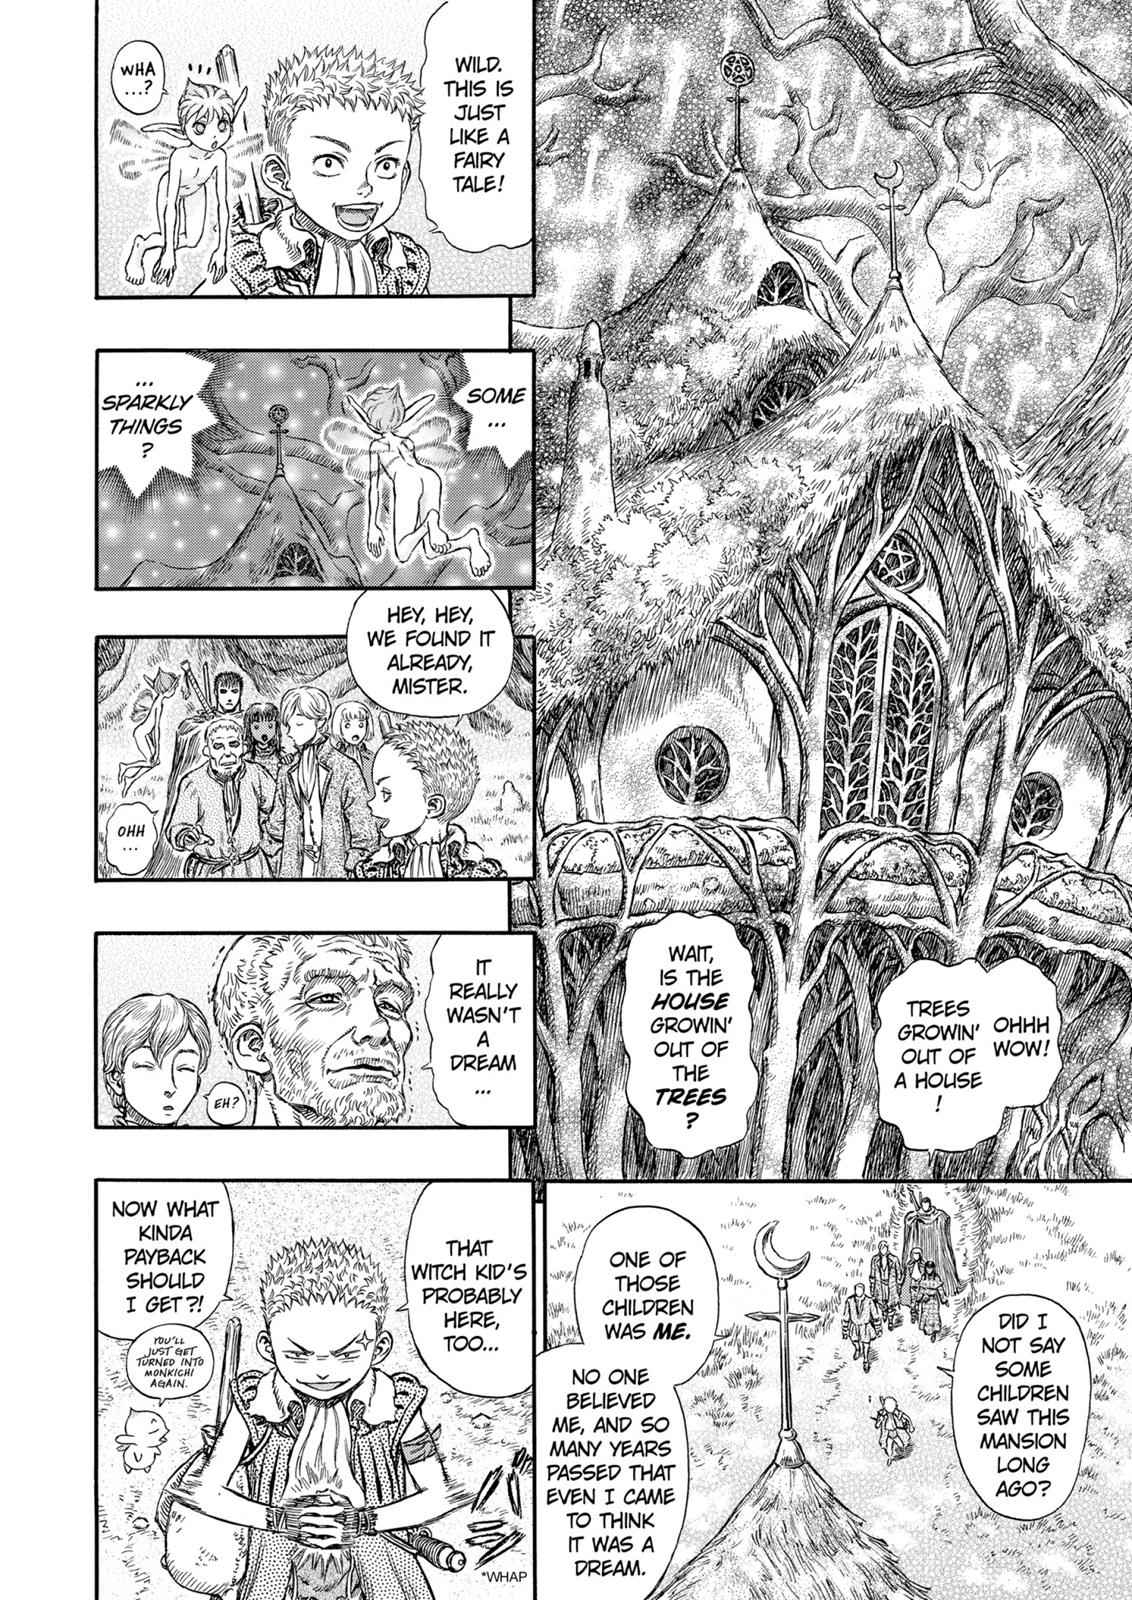 OHHH
WOW!
TREES
GROWIN'
OUT OF
A HOUSE
!
WAIT,
IS THE
HOUSE
GROWIN'
OUT OF
THE
TREES
?
WILD.
THIS IS
JUST
LIKE A
FAIRY
TALE!
WHA
...?
SOME
...
...
SPARKLY
THINGS
?
HEY, HEY,
WE FOUND IT
ALREADY,
MISTER.
OHH
...
IT
REALLY
WASN'T
A
DREAM
...
EH?
DID I
NOT SAY
SOME
CHILDREN
SAW THIS
MANSION
LONG
AGO?
ONE OF
THOSE
CHILDREN
WAS ME.
NO ONE
BELIEVED
ME, AND SO
MANY YEARS
PASSED THAT
EVEN I CAME
TO THINK
IT WAS A
DREAM.
THAT
WITCH KID'S
PROBABLY
HERE,
TOO...
NOW WHAT
KINDA
PAYBACK
SHOULD
I GET?!
YOU'LL
JUST GET
TURNED INTO
MONKICHI
AGAIN.
*WHAP